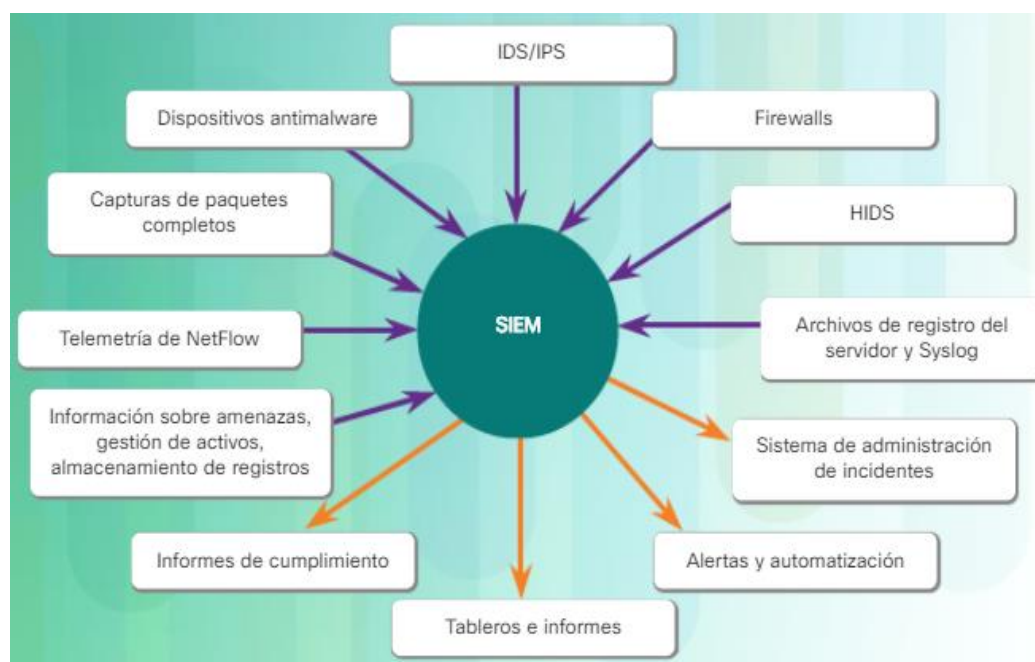 IDS/IPS
Dispositivos antimalware
Firewalls
Capturas de paquetes
completos
HIDS
SIEM
Telemetría de NetFlow
Archivos de registro del
servidor y Syslog
Información sobre amenazas,
gestión de activos,
almacenamiento de registros
Sistema de administración
de incidentes
Informes de cumplimiento
Alertas y automatización
Tableros e informes